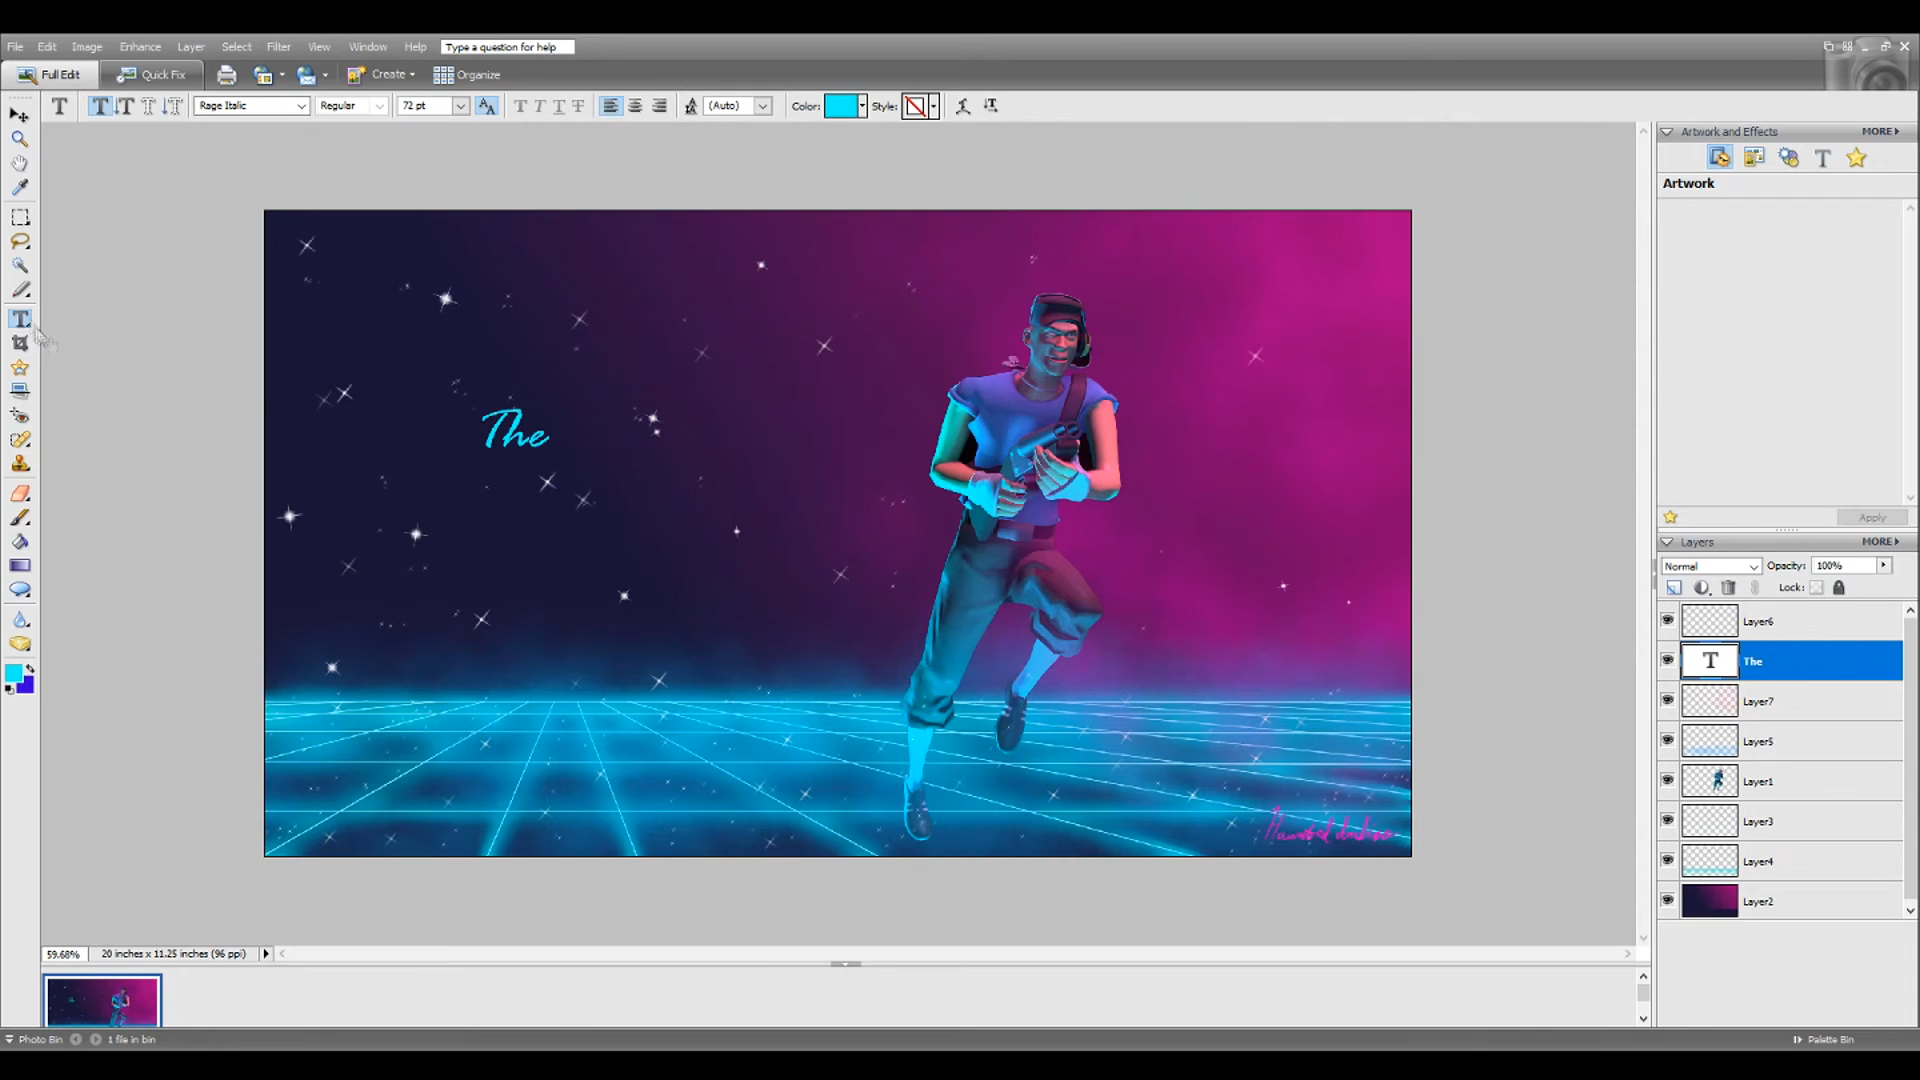 File Edit Image Enhance Layer Select Filter View Window Help Type a question for help
Full Edit Quick Fix Create Organize
Rage Italic Regular 72 pt (Auto) Color: Style:
Artwork and Effects MORE
Artwork
The
Apply
Layers MORE
Normal Opacity: 100%
Lock:
Layer6
The
Layer7
Layer5
Layer1
Layer3
Layer4
Layer2
59.68% 20 inches x 11.25 inches (96 ppi)
Photo Bin 1 file in bin Palette Bin